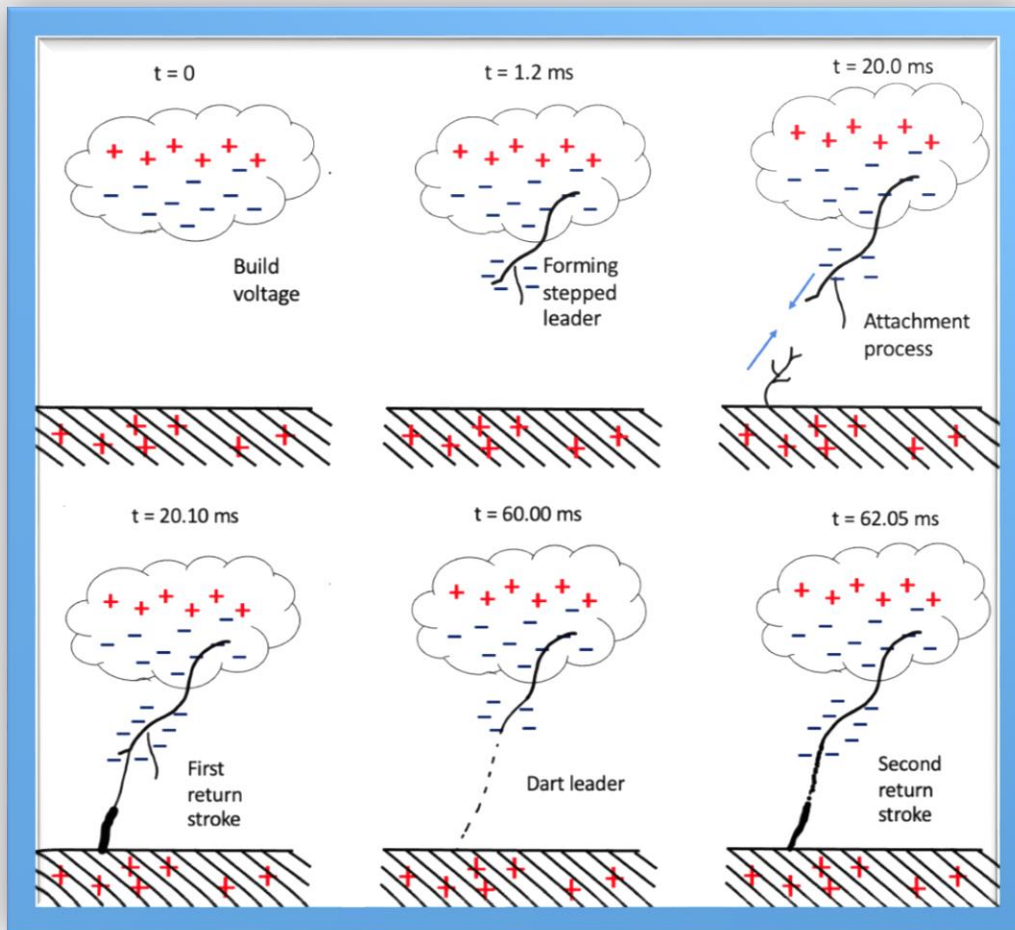 t = 0
t = 1.2 ms
t = 20.0 ms
Build
voltage
Forming
stepped
leader
Attachment
process
t = 20.10 ms
t = 60.00 ms
t = 62.05 ms
First
return
stroke
Dart leader
Second
return
stroke